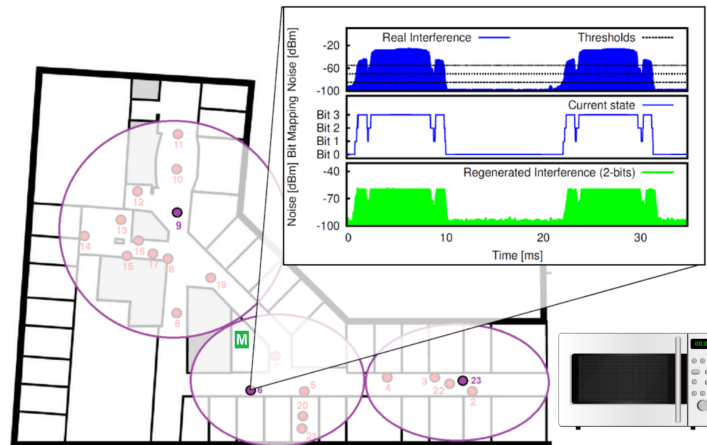 Real Interference
Thresholds
Noise [dBm]
-20
-60
-100
Current state
Bit Mapping
Bit 3
Bit 2
Bit 1
Bit 0
Regenerated Interference (2-bits)
Noise [dBm]
-40
-70
-100
0
10
20
30
Time [ms]
11
10
12
9
13
14
16
15
17
18
19
8
M
7
6
5
4
3
23
22
2
20
21